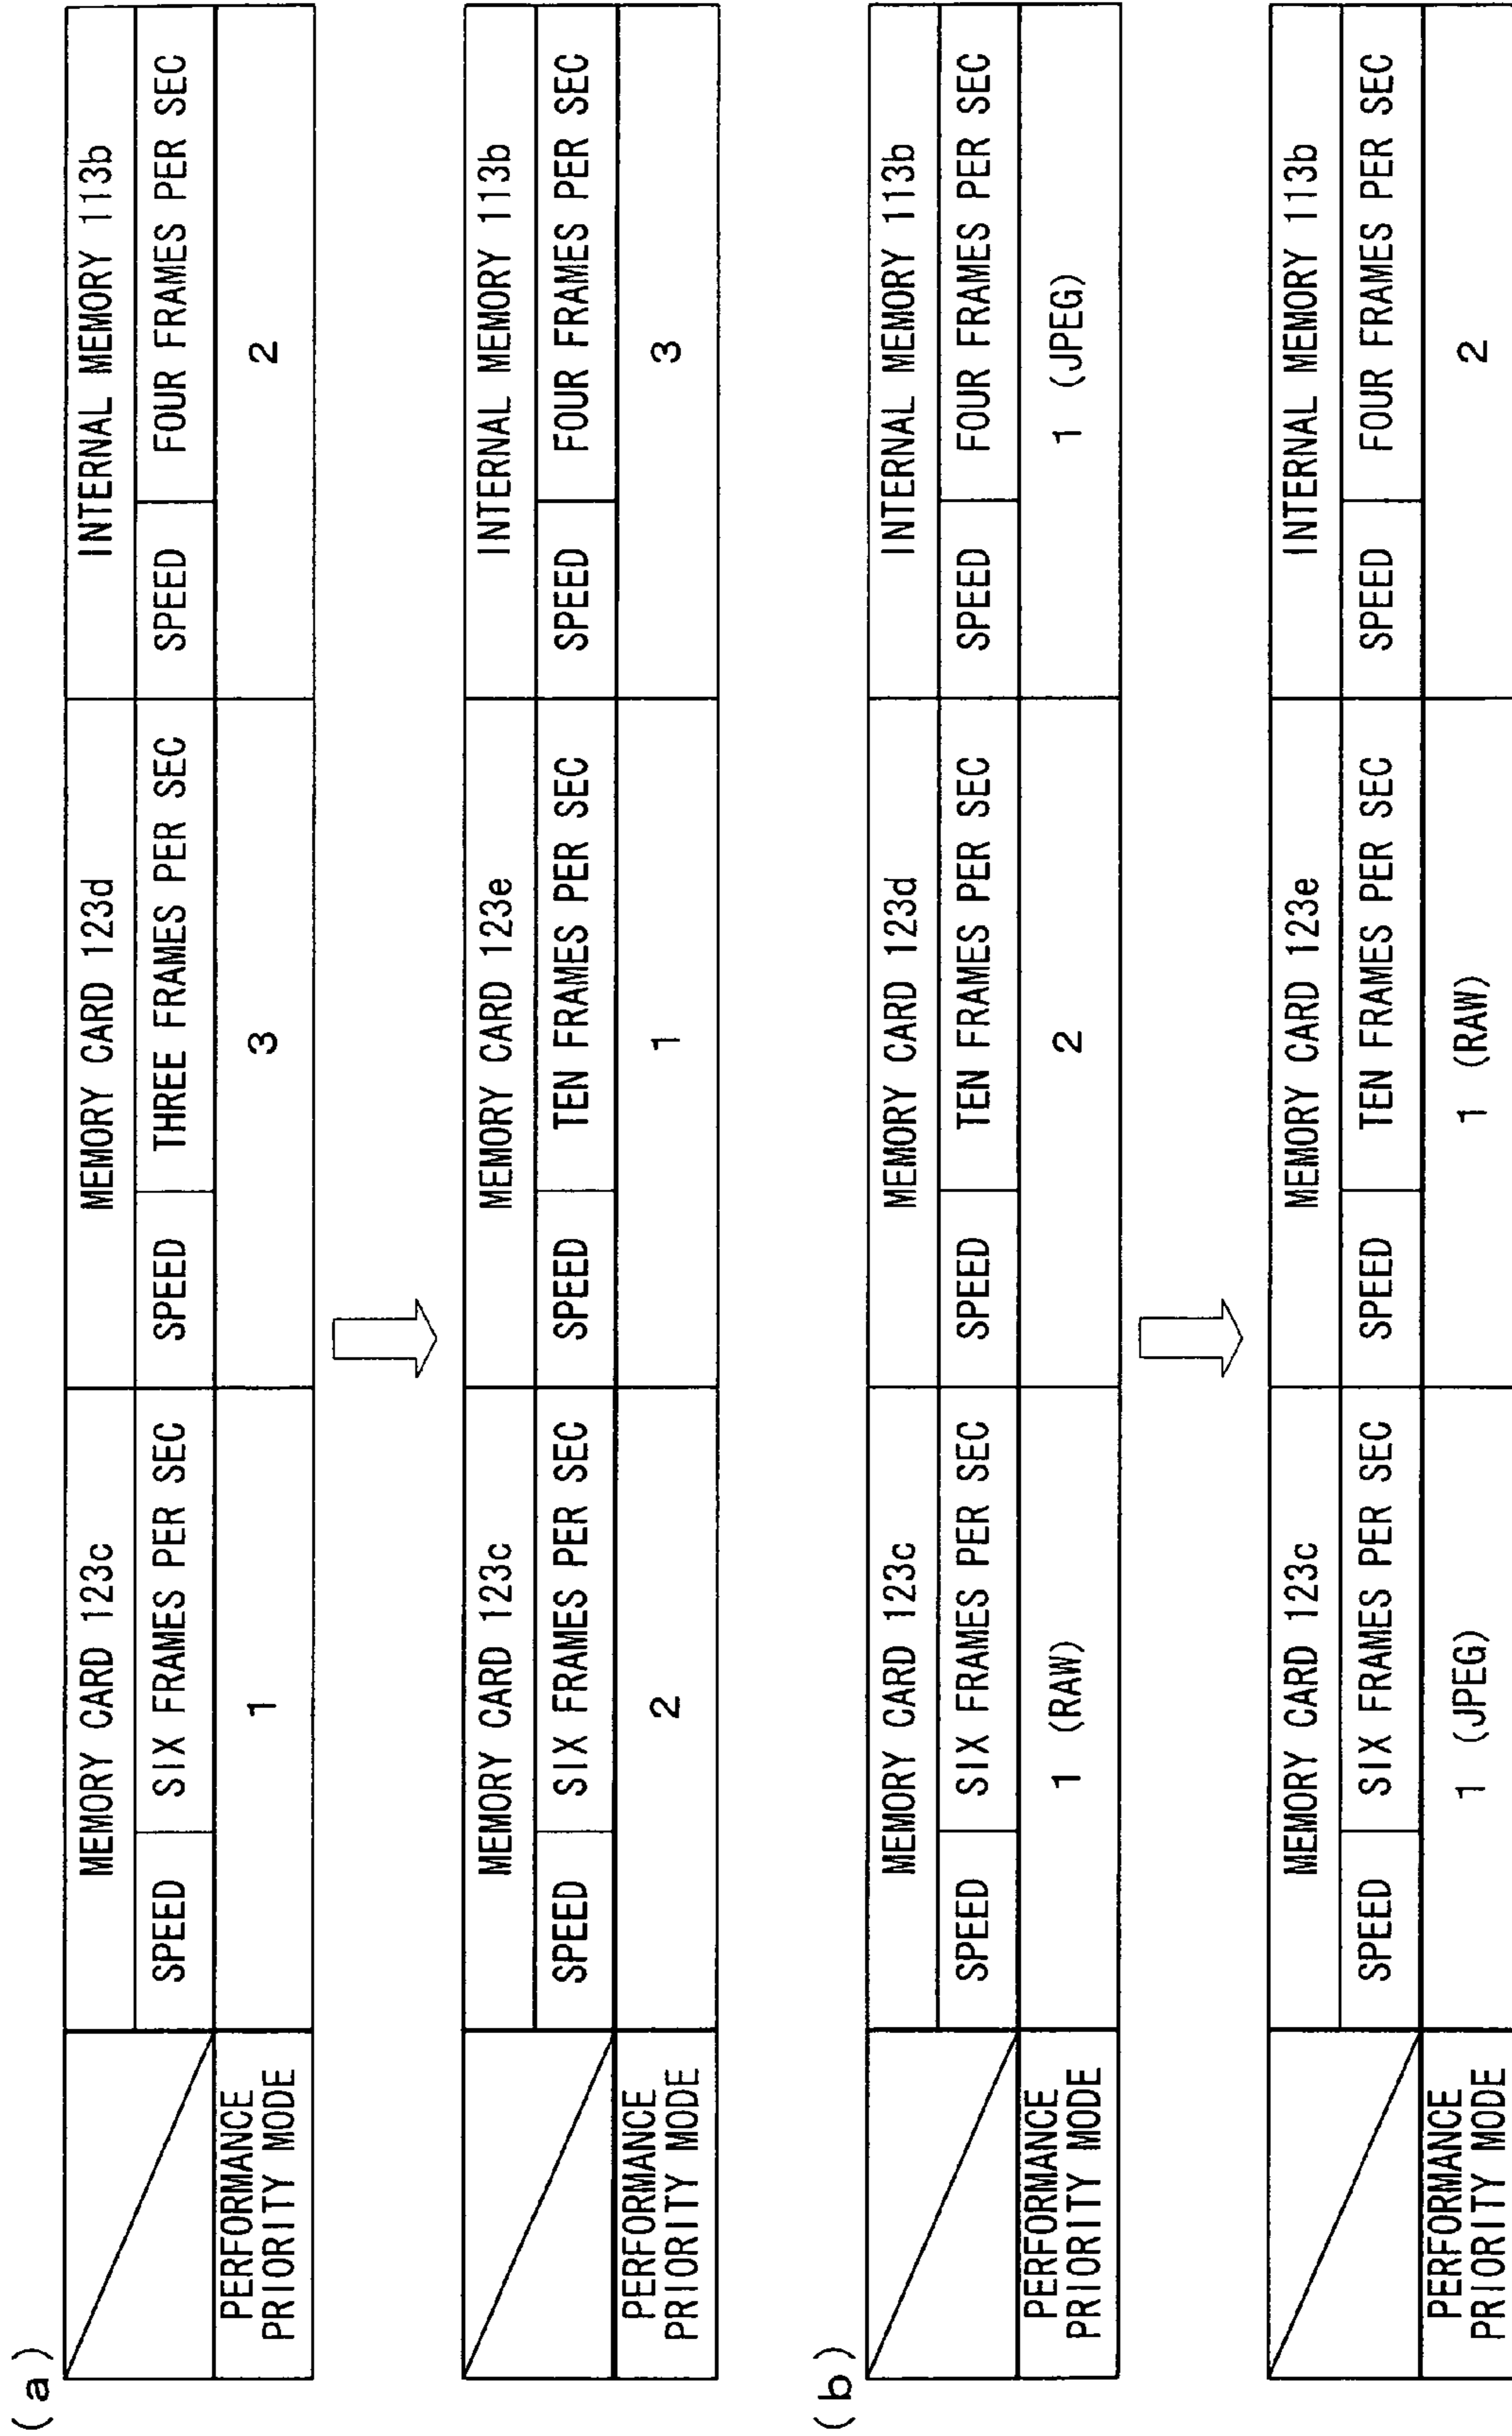 (a)
MEMORY CARD 123c
MEMORY CARD 123d
INTERNAL MEMORY 113b
SPEED
SIX FRAMES PER SEC
SPEED
THREE FRAMES PER SEC
SPEED
FOUR FRAMES PER SEC
PERFORMANCE
PRIORITY MODE
1
3
2
MEMORY CARD 123c
MEMORY CARD 123e
INTERNAL MEMORY 113b
SPEED
SIX FRAMES PER SEC
SPEED
TEN FRAMES PER SEC
SPEED
FOUR FRAMES PER SEC
PERFORMANCE
PRIORITY MODE
2
1
3
(b)
MEMORY CARD 123c
MEMORY CARD 123d
INTERNAL MEMORY 113b
SPEED
SIX FRAMES PER SEC
SPEED
TEN FRAMES PER SEC
SPEED
FOUR FRAMES PER SEC
PERFORMANCE
PRIORITY MODE
1 (RAW)
2
1 (JPEG)
MEMORY CARD 123c
MEMORY CARD 123e
INTERNAL MEMORY 113b
SPEED
SIX FRAMES PER SEC
SPEED
TEN FRAMES PER SEC
SPEED
FOUR FRAMES PER SEC
PERFORMANCE
PRIORITY MODE
1 (JPEG)
1 (RAW)
2